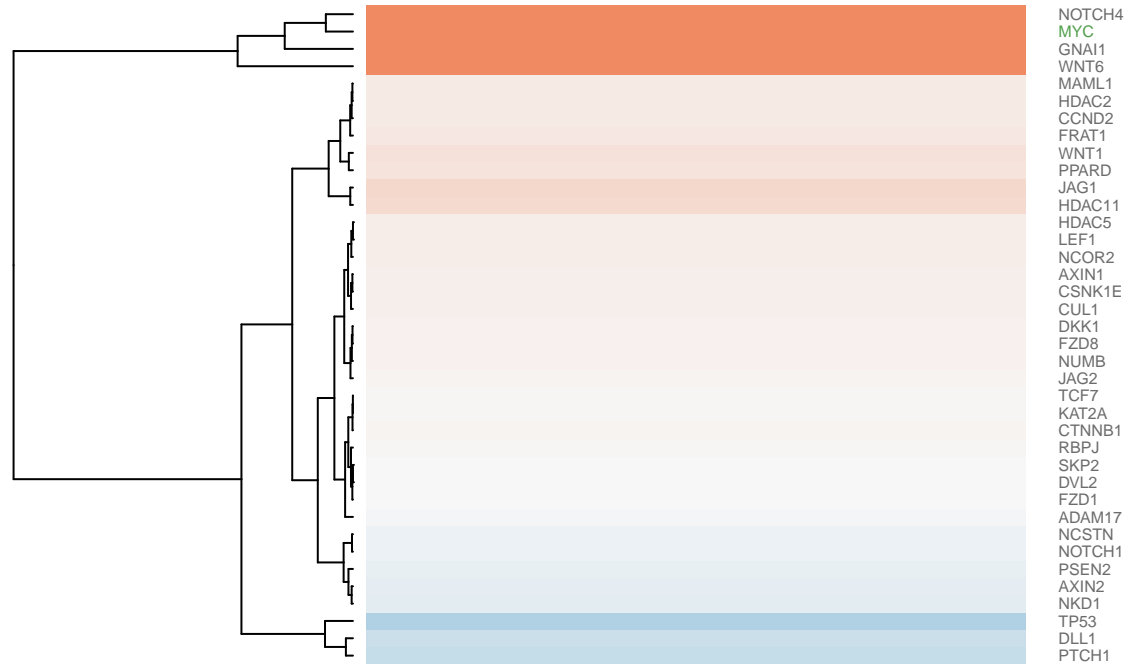 NOTCH4
MYC
GNAI1
WNT6
MAML1
HDAC2
CCND2
FRAT1
WNT1
PPARD
JAG1
HDAC11
HDAC5
LEF1
NCOR2
AXIN1
CSNK1E
CUL1
DKK1
FZD8
NUMB
JAG2
TCF7
KAT2A
CTNNB1
RBPJ
SKP2
DVL2
FZD1
ADAM17
NCSTN
NOTCH1
PSEN2
AXIN2
NKD1
TP53
DLL1
PTCH1